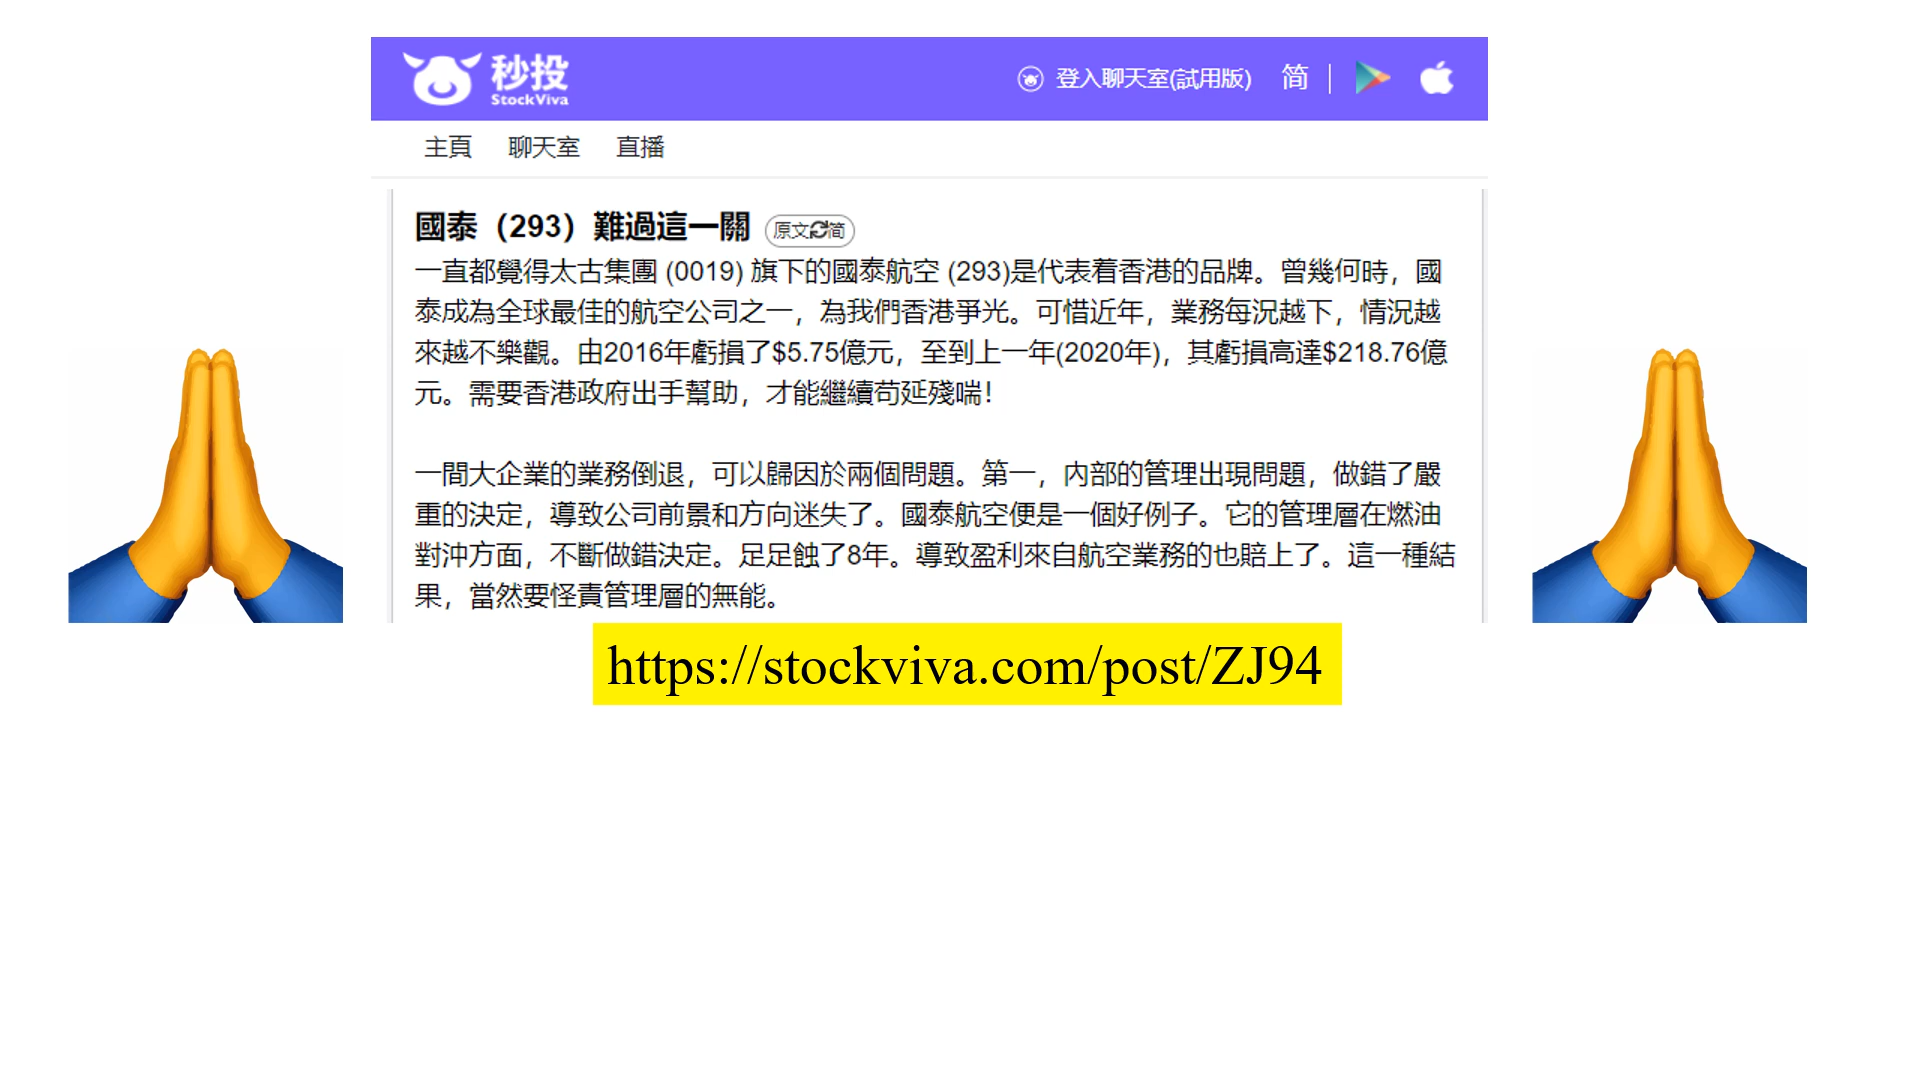 秒投
StockViva
登入聊天室(試用版) 简
主頁 聊天室 直播
國泰（293）難過這一關 原文简
一直都覺得太古集團 (0019) 旗下的國泰航空 (293)是代表着香港的品牌。曾幾何時，國
泰成為全球最佳的航空公司之一，為我們香港爭光。可惜近年，業務每況越下，情況越
來越不樂觀。由2016年虧損了$5.75億元，至到上一年(2020年)，其虧損高達$218.76億
元。需要香港政府出手幫助，才能繼續苟延殘喘！
一間大企業的業務倒退，可以歸因於兩個問題。第一，內部的管理出現問題，做錯了嚴
重的決定，導致公司前景和方向迷失了。國泰航空便是一個好例子。它的管理層在燃油
對沖方面，不斷做錯決定。足足蝕了8年。導致盈利來自航空業務的也賠上了。這一種結
果，當然要怪責管理層的無能。
https://stockviva.com/post/ZJ94